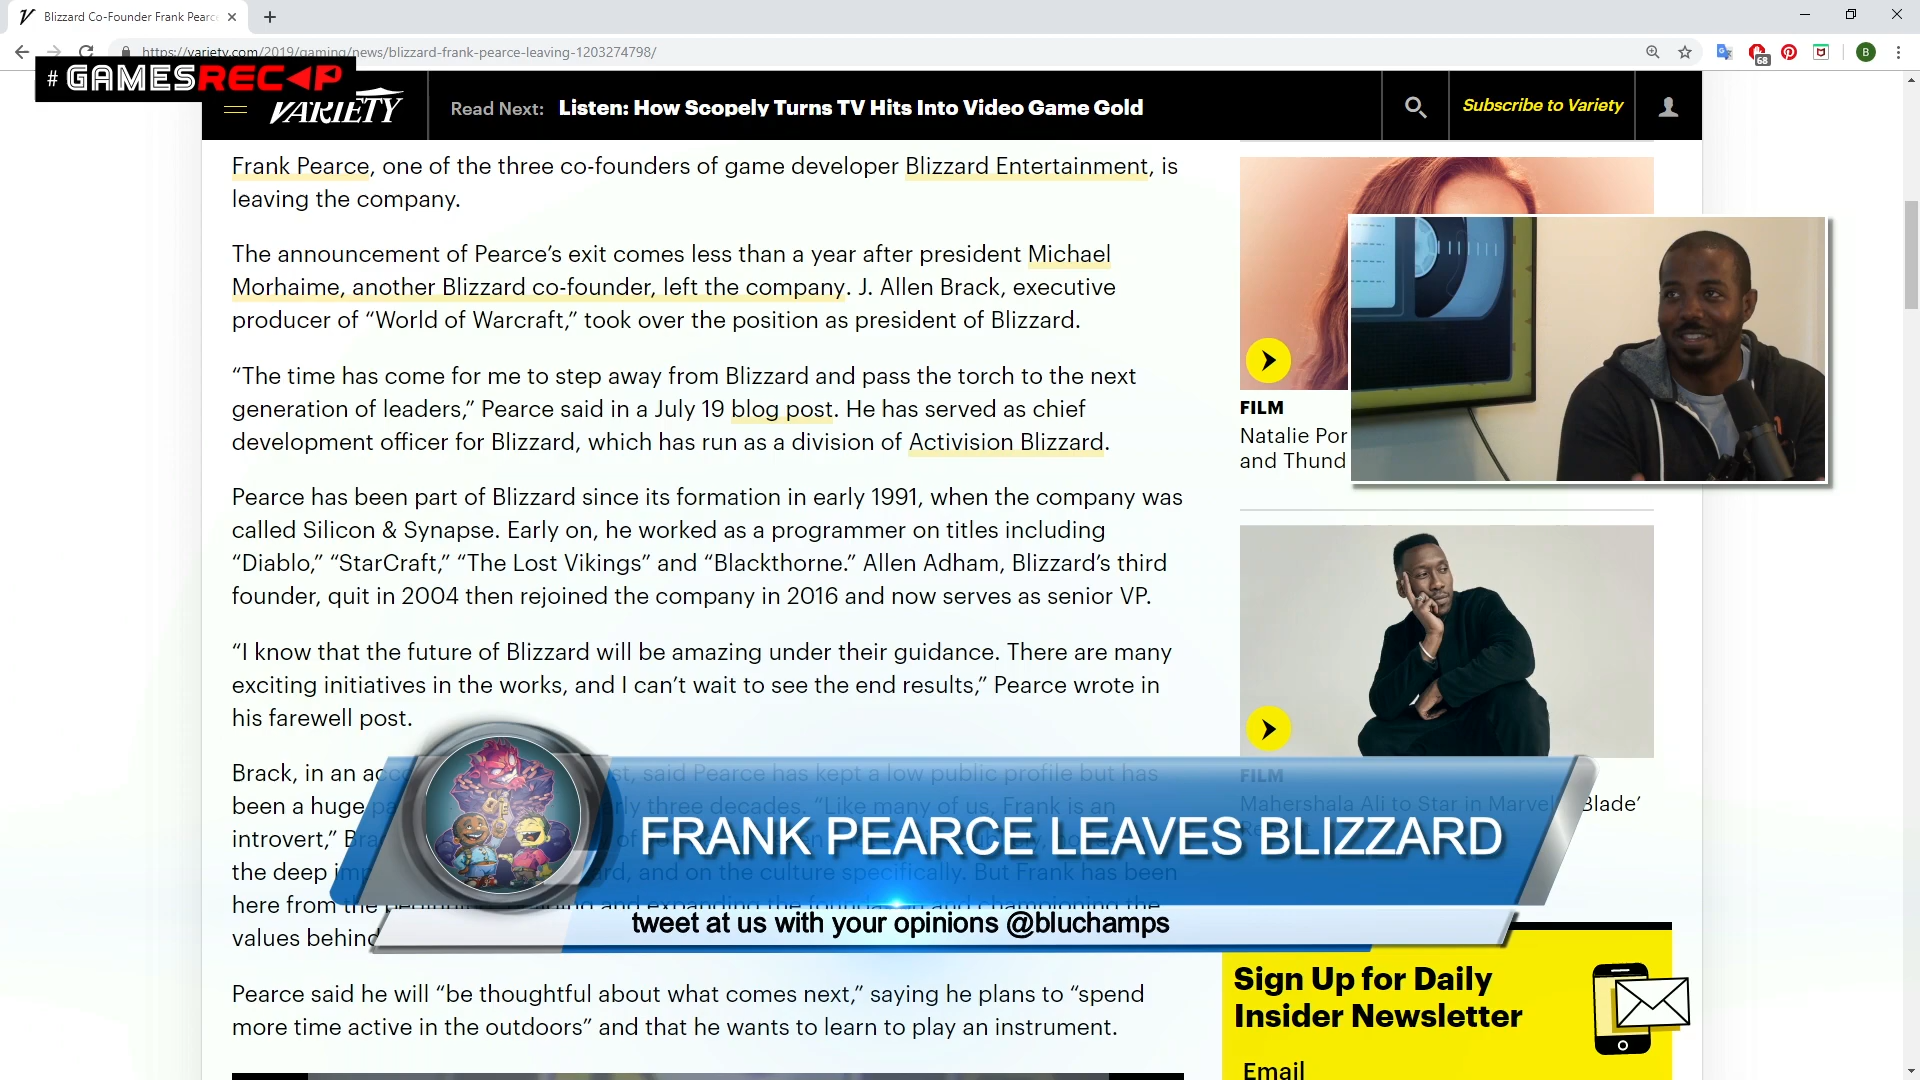 Blizzard Co-Founder Frank Pearc
https://variety.com/2019/gaming/news/blizzard-frank-pearce-leaving-1203274798/
68
B
# GAMESRECAP
VARIETY
Read Next: Listen: How Scopely Turns TV Hits Into Video Game Gold
Subscribe to Variety
Frank Pearce, one of the three co-founders of game developer Blizzard Entertainment, is
leaving the company.
The announcement of Pearce’s exit comes less than a year after president Michael
Morhaime, another Blizzard co-founder, left the company. J. Allen Brack, executive
producer of “World of Warcraft,” took over the position as president of Blizzard.
“The time has come for me to step away from Blizzard and pass the torch to the next
generation of leaders,” Pearce said in a July 19 blog post. He has served as chief
development officer for Blizzard, which has run as a division of Activision Blizzard.
Pearce has been part of Blizzard since its formation in early 1991, when the company was
called Silicon & Synapse. Early on, he worked as a programmer on titles including
“Diablo,” “StarCraft,” “The Lost Vikings” and “Blackthorne.” Allen Adham, Blizzard’s third
founder, quit in 2004 then rejoined the company in 2016 and now serves as senior VP.
“I know that the future of Blizzard will be amazing under their guidance. There are many
exciting initiatives in the works, and I can’t wait to see the end results,” Pearce wrote in
his farewell post.
Brack, in an acc st, said Pearce has kept a low public profile but has
been a huge pa rly three decades. “Like many of us, Frank is an
introvert,” Bra
the deep im rd, and on the culture specifically. But Frank has been
here from the beginning and expanding the foundation and championing the
values behind
Pearce said he will “be thoughtful about what comes next,” saying he plans to “spend
more time active in the outdoors” and that he wants to learn to play an instrument.
FILM
Natalie Por
and Thund
FILM
Mahershala Ali to Star in Marvel Blade’
FRANK PEARCE LEAVES BLIZZARD
tweet at us with your opinions @bluchamps
Sign Up for Daily
Insider Newsletter
Email